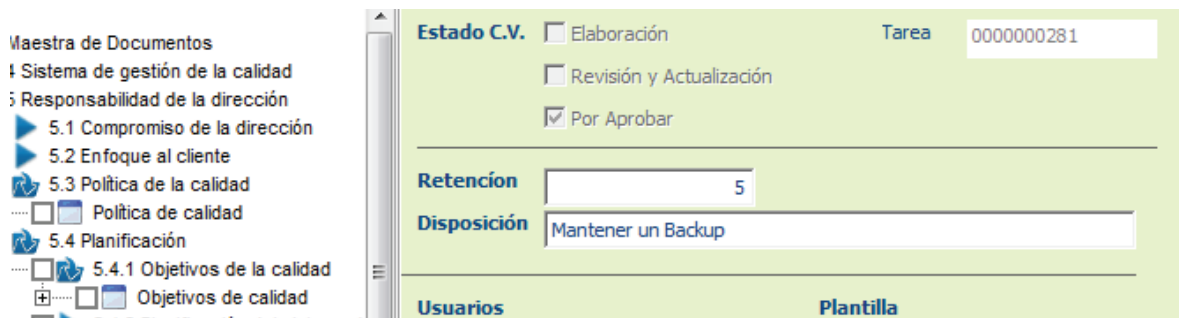 Maestra de Documentos
4 Sistema de gestión de la calidad
5 Responsabilidad de la dirección
5.1 Compromiso de la dirección
5.2 Enfoque al cliente
5.3 Política de la calidad
Política de calidad
5.4 Planificación
5.4.1 Objetivos de la calidad
Objetivos de calidad
Estado C.V. Elaboración Tarea 0000000281
Revisión y Actualización
Por Aprobar
Retencíon 5
Disposición Mantener un Backup
Usuarios Plantilla